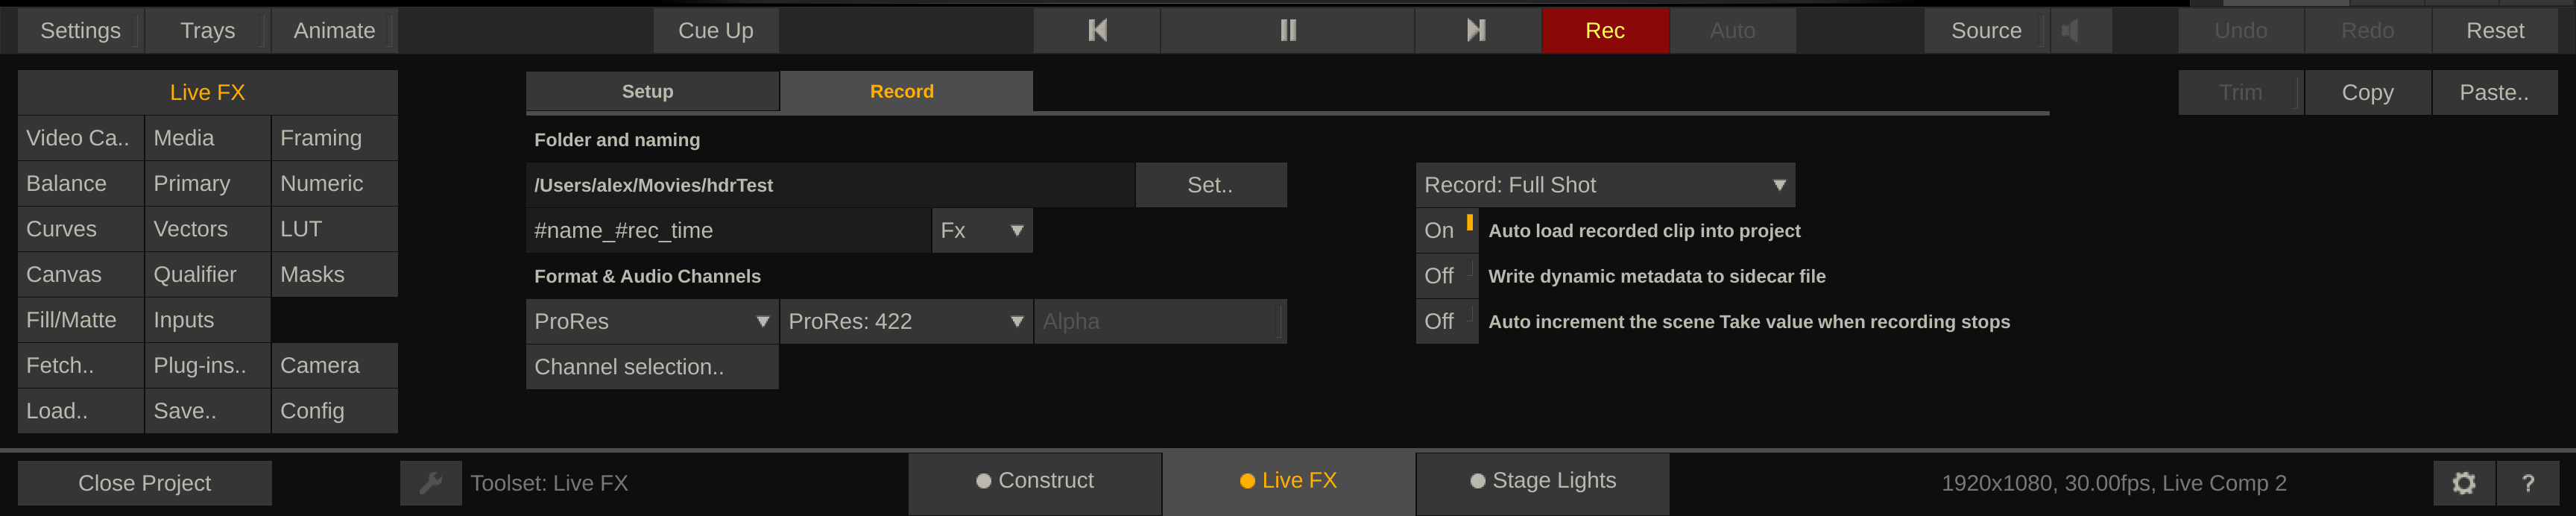 Settings Trays Animate Cue Up Rec Auto Source Undo Redo Reset
Live FX Setup Record Trim Copy Paste..
Video Ca.. Media Framing Folder and naming
Balance Primary Numeric /Users/alex/Movies/hdrTest Set.. Record: Full Shot
Curves Vectors LUT #name_#rec_time Fx On Auto load recorded clip into project
Canvas Qualifier Masks Format & Audio Channels Off Write dynamic metadata to sidecar file
Fill/Matte Inputs ProRes ProRes: 422 Alpha Off Auto increment the scene Take value when recording stops
Fetch.. Plug-ins.. Camera Channel selection..
Load.. Save.. Config
Close Project Toolset: Live FX Construct Live FX Stage Lights 1920x1080, 30.00fps, Live Comp 2 ?